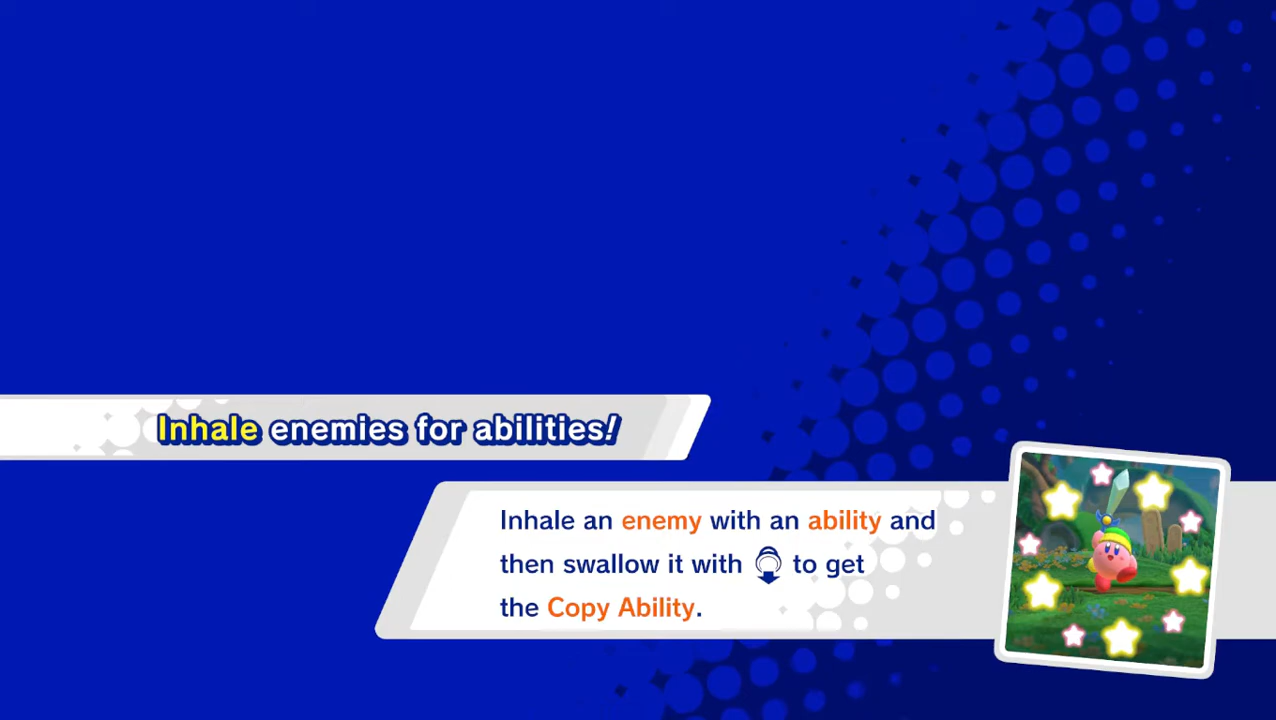 Inhale enemies for abilities!
Inhale an enemy with an ability and
then swallow it with to get
the Copy Ability.